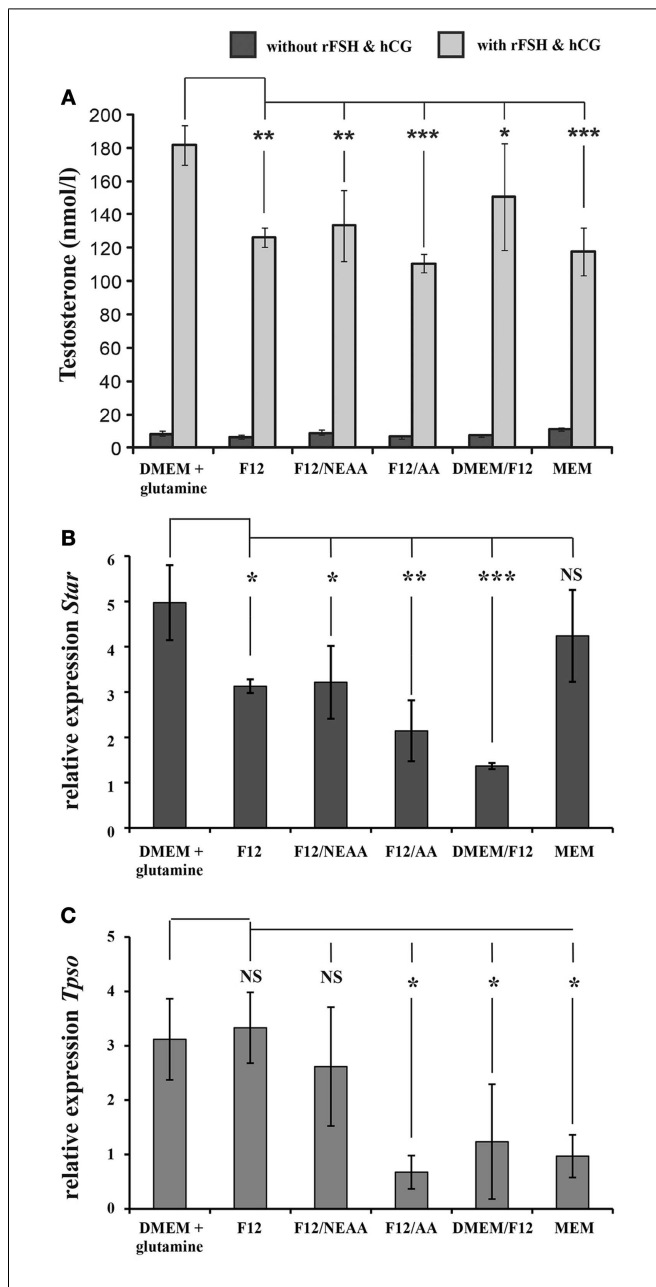 without rFSH & hCG with rFSH & hCG
A
Testosterone (nmol/l)
200
180
160
140
120
100
80
60
40
20
0
** ** *** * ***
DMEM + glutamine F12 F12/NEAA F12/AA DMEM/F12 MEM
B
relative expression Star
6
5
4
3
2
1
0
* * ** *** NS
DMEM + glutamine F12 F12/NEAA F12/AA DMEM/F12 MEM
C
relative expression Tpso
5
4
3
2
1
0
NS NS * * *
DMEM + glutamine F12 F12/NEAA F12/AA DMEM/F12 MEM